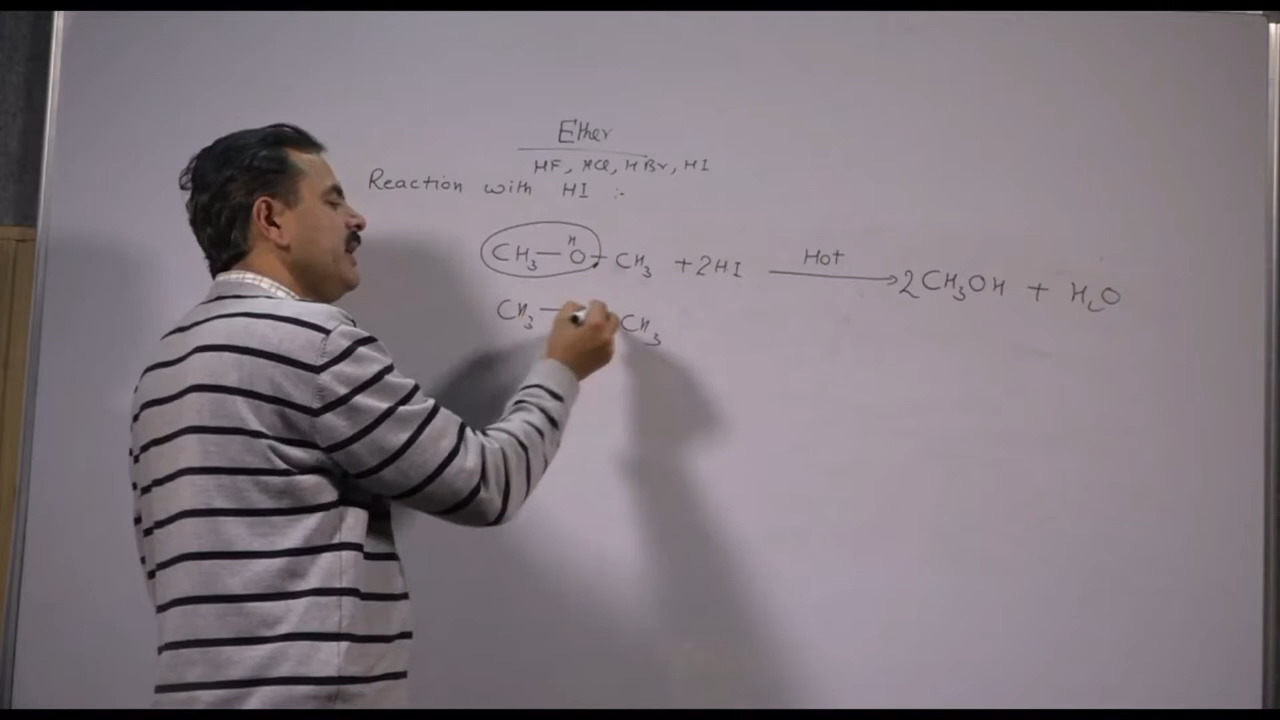 Ether
HF, HCl, HBr, HI
Reaction with HI :-
H
CH₃—O—CH₃ + 2HI Hot → 2CH₃OH + H₂O
CH₃— CH₃